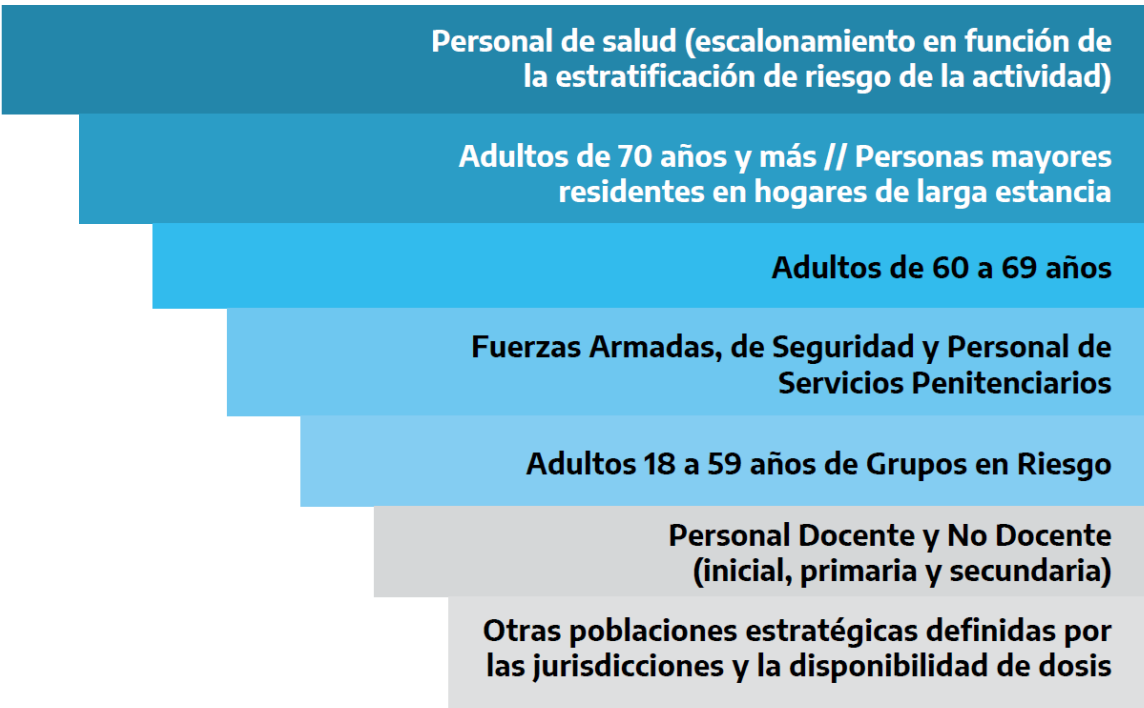 Personal de salud (escalonamiento en función de
la estratificación de riesgo de la actividad)
Adultos de 70 años y más // Personas mayores
residentes en hogares de larga estancia
Adultos de 60 a 69 años
Fuerzas Armadas, de Seguridad y Personal de
Servicios Penitenciarios
Adultos 18 a 59 años de Grupos en Riesgo
Personal Docente y No Docente
(inicial, primaria y secundaria)
Otras poblaciones estratégicas definidas por
las jurisdicciones y la disponibilidad de dosis